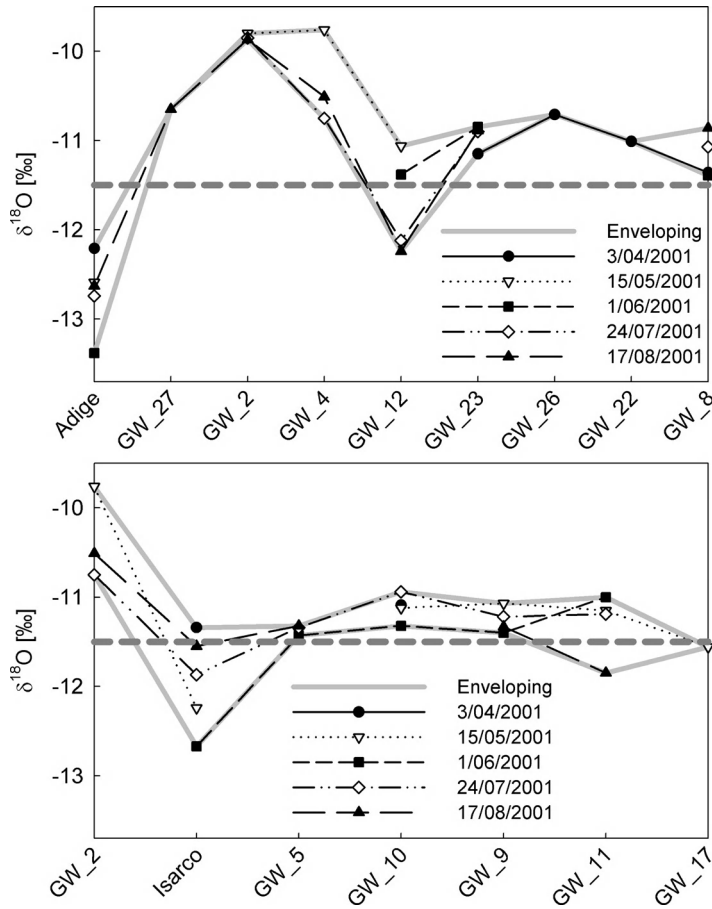 δ18O [‰]
-10
-11
-12
-13
Enveloping
3/04/2001
15/05/2001
1/06/2001
24/07/2001
17/08/2001
Adige
GW_27
GW_2
GW_4
GW_12
GW_23
GW_26
GW_22
GW_8
δ18O [‰]
-10
-11
-12
-13
Enveloping
3/04/2001
15/05/2001
1/06/2001
24/07/2001
17/08/2001
GW_2
Isarco
GW_5
GW_10
GW_9
GW_11
GW_17